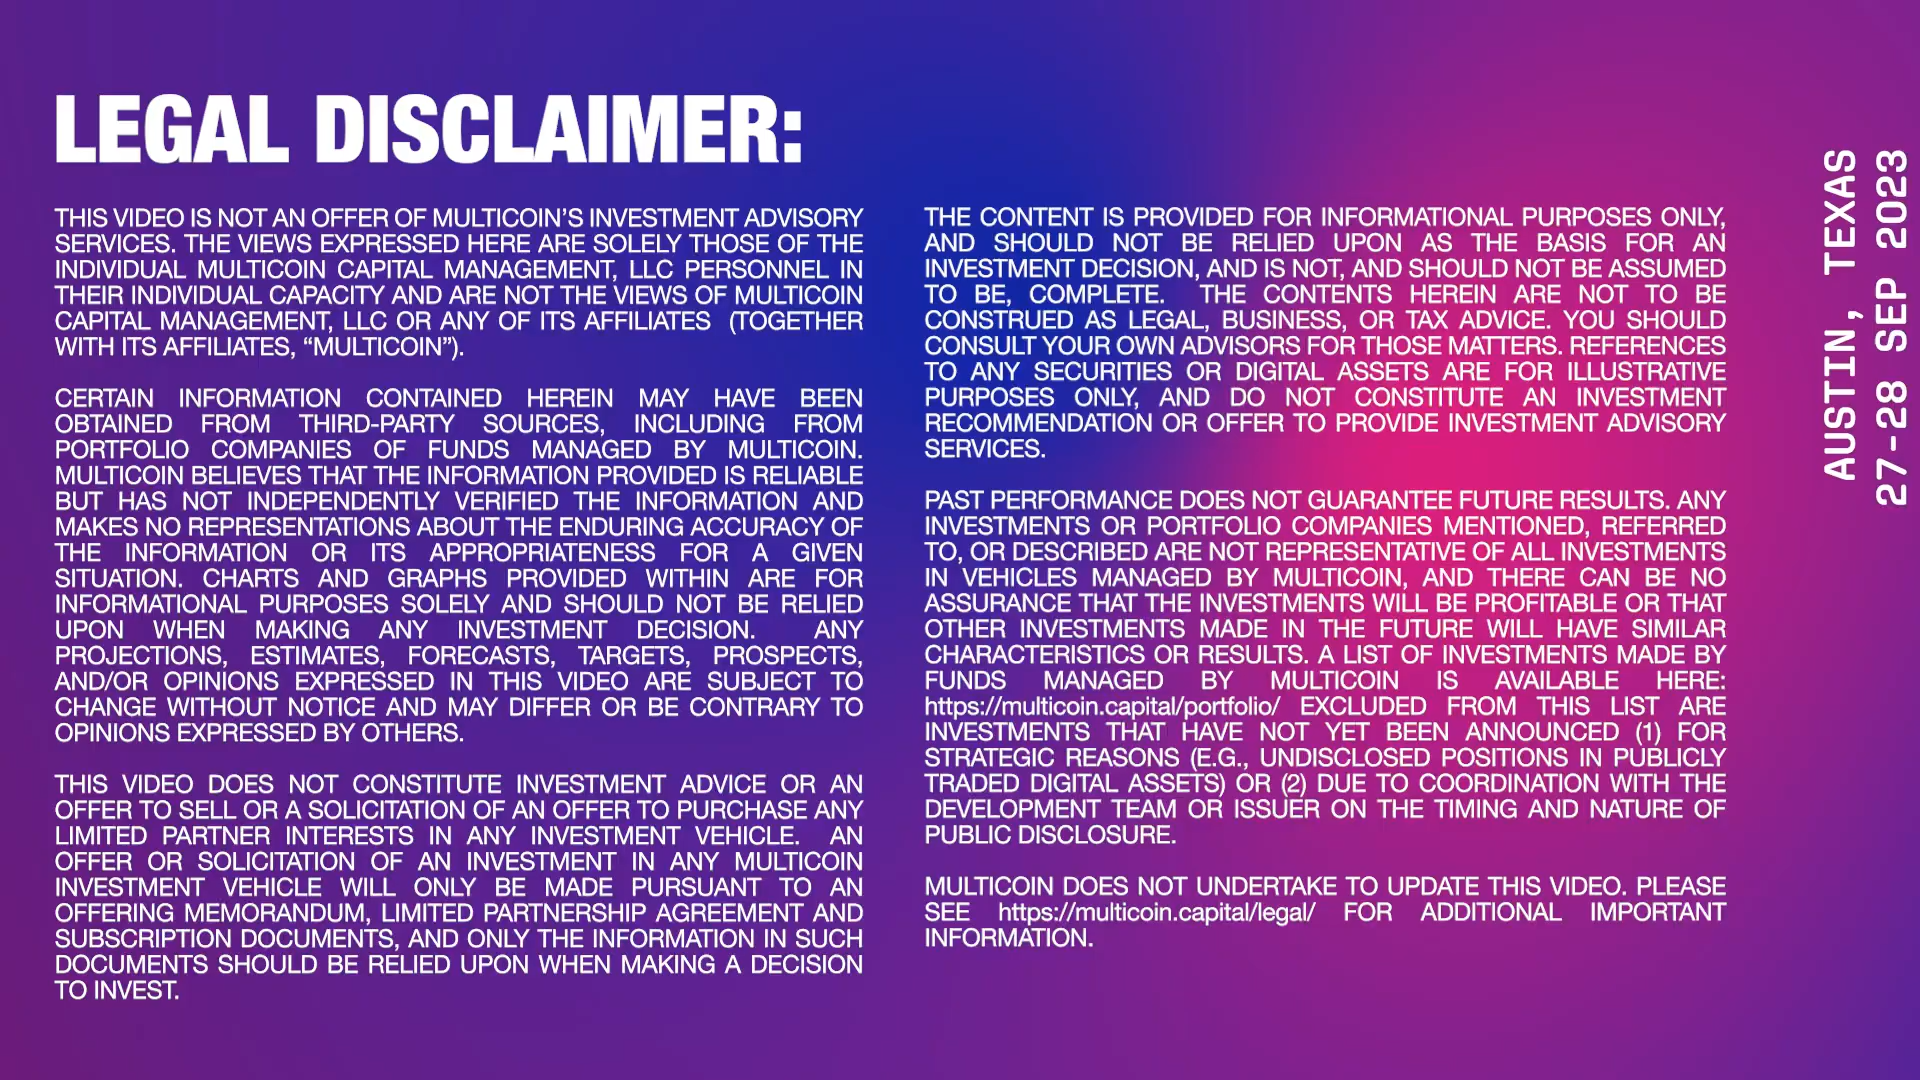 LEGAL DISCLAIMER:
THIS VIDEO IS NOT AN OFFER OF MULTICOIN’S INVESTMENT ADVISORY
SERVICES. THE VIEWS EXPRESSED HERE ARE SOLELY THOSE OF THE
INDIVIDUAL MULTICOIN CAPITAL MANAGEMENT, LLC PERSONNEL IN
THEIR INDIVIDUAL CAPACITY AND ARE NOT THE VIEWS OF MULTICOIN
CAPITAL MANAGEMENT, LLC OR ANY OF ITS AFFILIATES (TOGETHER
WITH ITS AFFILIATES, “MULTICOIN”).
CERTAIN INFORMATION CONTAINED HEREIN MAY HAVE BEEN
OBTAINED FROM THIRD-PARTY SOURCES, INCLUDING FROM
PORTFOLIO COMPANIES OF FUNDS MANAGED BY MULTICOIN.
MULTICOIN BELIEVES THAT THE INFORMATION PROVIDED IS RELIABLE
BUT HAS NOT INDEPENDENTLY VERIFIED THE INFORMATION AND
MAKES NO REPRESENTATIONS ABOUT THE ENDURING ACCURACY OF
THE INFORMATION OR ITS APPROPRIATENESS FOR A GIVEN
SITUATION. CHARTS AND GRAPHS PROVIDED WITHIN ARE FOR
INFORMATIONAL PURPOSES SOLELY AND SHOULD NOT BE RELIED
UPON WHEN MAKING ANY INVESTMENT DECISION. ANY
PROJECTIONS, ESTIMATES, FORECASTS, TARGETS, PROSPECTS,
AND/OR OPINIONS EXPRESSED IN THIS VIDEO ARE SUBJECT TO
CHANGE WITHOUT NOTICE AND MAY DIFFER OR BE CONTRARY TO
OPINIONS EXPRESSED BY OTHERS.
THIS VIDEO DOES NOT CONSTITUTE INVESTMENT ADVICE OR AN
OFFER TO SELL OR A SOLICITATION OF AN OFFER TO PURCHASE ANY
LIMITED PARTNER INTERESTS IN ANY INVESTMENT VEHICLE. AN
OFFER OR SOLICITATION OF AN INVESTMENT IN ANY MULTICOIN
INVESTMENT VEHICLE WILL ONLY BE MADE PURSUANT TO AN
OFFERING MEMORANDUM, LIMITED PARTNERSHIP AGREEMENT AND
SUBSCRIPTION DOCUMENTS, AND ONLY THE INFORMATION IN SUCH
DOCUMENTS SHOULD BE RELIED UPON WHEN MAKING A DECISION
TO INVEST.
THE CONTENT IS PROVIDED FOR INFORMATIONAL PURPOSES ONLY,
AND SHOULD NOT BE RELIED UPON AS THE BASIS FOR AN
INVESTMENT DECISION, AND IS NOT, AND SHOULD NOT BE ASSUMED
TO BE, COMPLETE. THE CONTENTS HEREIN ARE NOT TO BE
CONSTRUED AS LEGAL, BUSINESS, OR TAX ADVICE. YOU SHOULD
CONSULT YOUR OWN ADVISORS FOR THOSE MATTERS. REFERENCES
TO ANY SECURITIES OR DIGITAL ASSETS ARE FOR ILLUSTRATIVE
PURPOSES ONLY, AND DO NOT CONSTITUTE AN INVESTMENT
RECOMMENDATION OR OFFER TO PROVIDE INVESTMENT ADVISORY
SERVICES.
PAST PERFORMANCE DOES NOT GUARANTEE FUTURE RESULTS. ANY
INVESTMENTS OR PORTFOLIO COMPANIES MENTIONED, REFERRED
TO, OR DESCRIBED ARE NOT REPRESENTATIVE OF ALL INVESTMENTS
IN VEHICLES MANAGED BY MULTICOIN, AND THERE CAN BE NO
ASSURANCE THAT THE INVESTMENTS WILL BE PROFITABLE OR THAT
OTHER INVESTMENTS MADE IN THE FUTURE WILL HAVE SIMILAR
CHARACTERISTICS OR RESULTS. A LIST OF INVESTMENTS MADE BY
FUNDS MANAGED BY MULTICOIN IS AVAILABLE HERE:
https://multicoin.capital/portfolio/ EXCLUDED FROM THIS LIST ARE
INVESTMENTS THAT HAVE NOT YET BEEN ANNOUNCED (1) FOR
STRATEGIC REASONS (E.G., UNDISCLOSED POSITIONS IN PUBLICLY
TRADED DIGITAL ASSETS) OR (2) DUE TO COORDINATION WITH THE
DEVELOPMENT TEAM OR ISSUER ON THE TIMING AND NATURE OF
PUBLIC DISCLOSURE.
MULTICOIN DOES NOT UNDERTAKE TO UPDATE THIS VIDEO. PLEASE
SEE https://multicoin.capital/legal/ FOR ADDITIONAL IMPORTANT
INFORMATION.
AUSTIN, TEXAS
27-28 SEP 2023